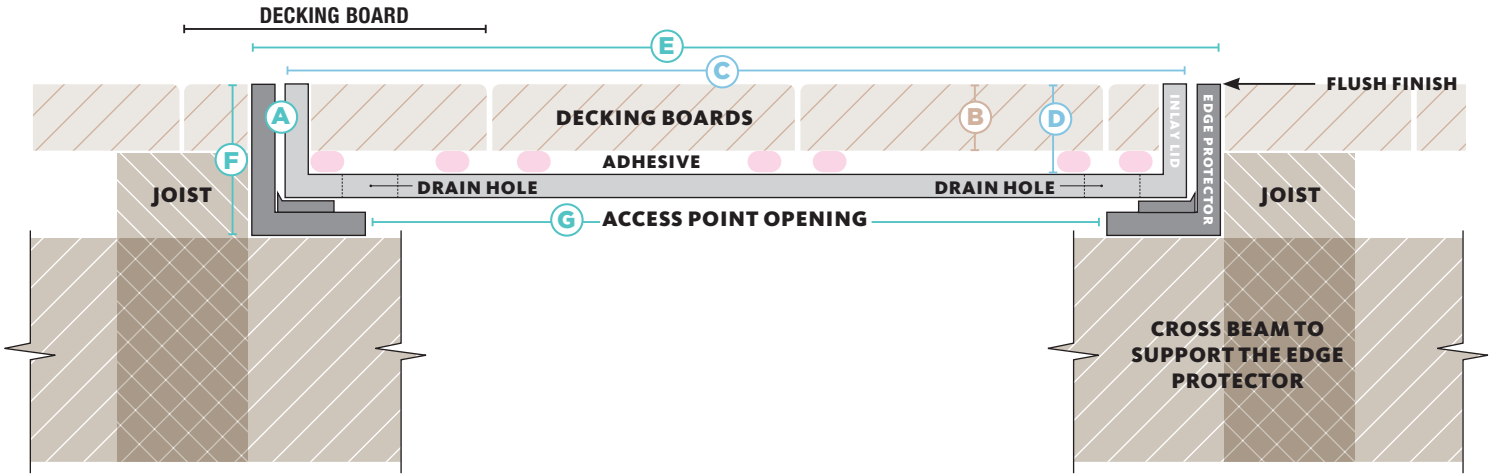 DECKING BOARD
E
C
FLUSH FINISH
A
DECKING BOARDS
B
D
INLAY LID
EDGE PROTECTOR
F
ADHESIVE
JOIST
DRAIN HOLE
DRAIN HOLE
JOIST
G
ACCESS POINT OPENING
CROSS BEAM TO
SUPPORT THE EDGE
PROTECTOR